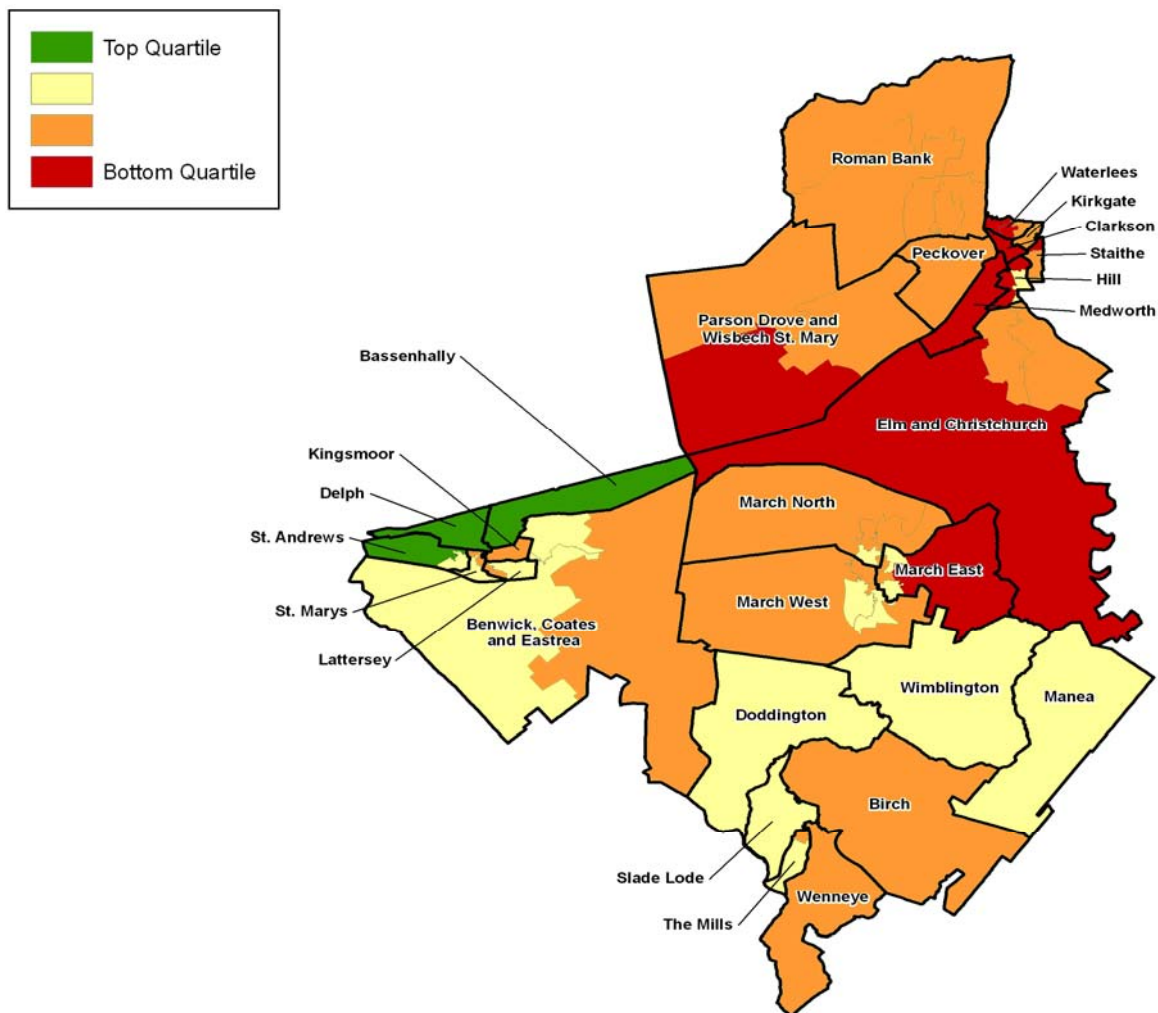 Top Quartile
Bottom Quartile
Roman Bank
Waterlees
Kirkgate
Clarkson
Staithe
Hill
Medworth
Peckover
Parson Drove and
Wisbech St. Mary
Bassenhally
Elm and Christchurch
Kingsmoor
Delph
March North
St. Andrews
March East
March West
St. Marys
Benwick, Coates
and Eastrea
Lattersey
Wimblington
Manea
Doddington
Birch
Slade Lode
Wenneye
The Mills